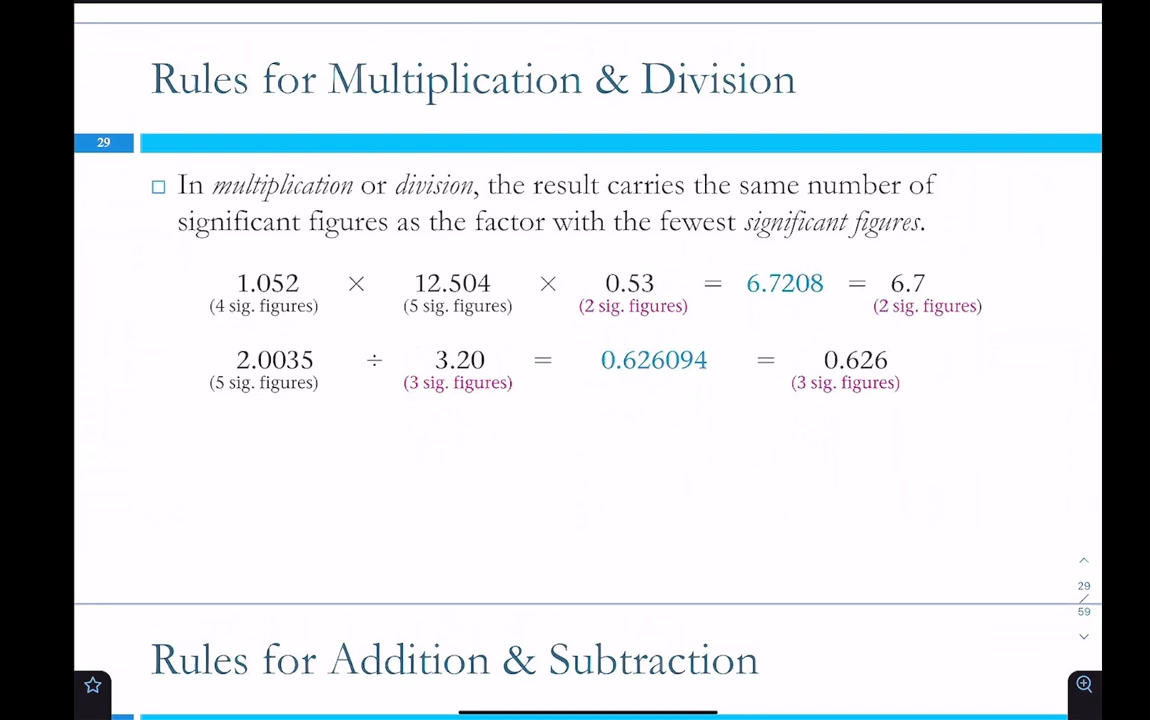 Rules for Multiplication & Division
29
In multiplication or division, the result carries the same number of
significant figures as the factor with the fewest significant figures.
1.052 × 12.504 × 0.53 = 6.7208 = 6.7
(4 sig. figures) (5 sig. figures) (2 sig. figures) (2 sig. figures)
2.0035 ÷ 3.20 = 0.626094 = 0.626
(5 sig. figures) (3 sig. figures) (3 sig. figures)
29
/
59
Rules for Addition & Subtraction